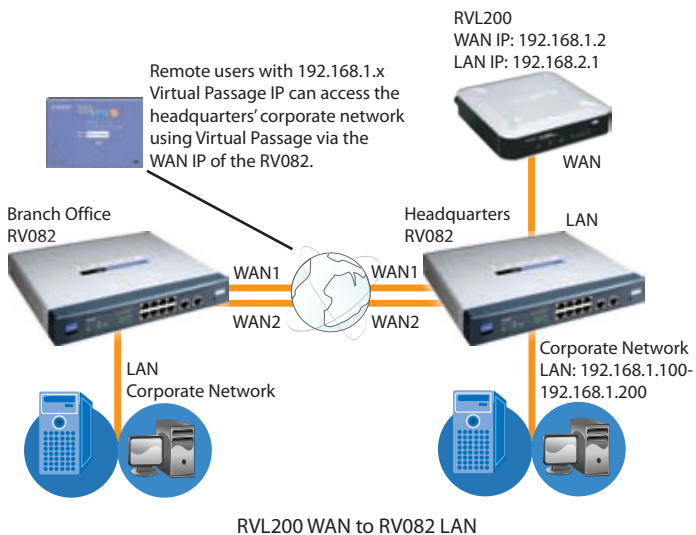 RVL200
WAN IP: 192.168.1.2
LAN IP: 192.168.2.1
Remote users with 192.168.1.x
Virtual Passage IP can access the
headquarters’ corporate network
using Virtual Passage via the
WAN IP of the RV082.
WAN
Branch Office
RV082
Headquarters
RV082
LAN
WAN1
WAN1
WAN2
WAN2
LAN
Corporate Network
Corporate Network
LAN: 192.168.1.100-
192.168.1.200
RVL200 WAN to RV082 LAN